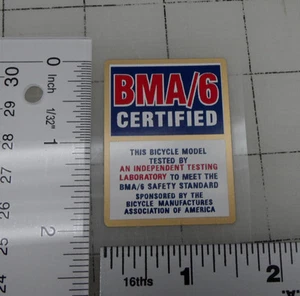 BMA/6
CERTIFIED
THIS BICYCLE MODEL
TESTED BY
AN INDEPENDENT TESTING
LABORATORY TO MEET THE
BMA/6 SAFETY STANDARD
SPONSORED BY THE
BICYCLE MANUFACTURES
ASSOCIATION OF AMERICA
0
Inch
1/32"
1
2
30
29
28
27
26
25
24
16ths
1
2